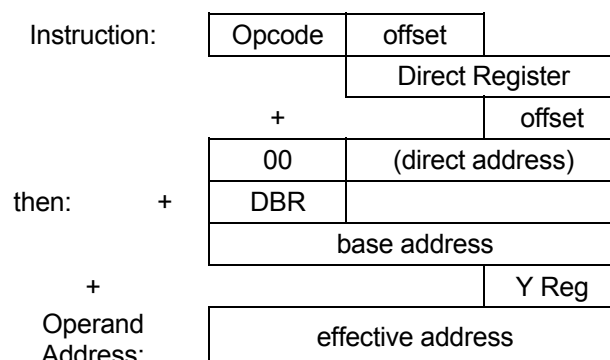 Instruction: Opcode offset
Direct Register
+ offset
00 (direct address)
then: + DBR
base address
+ Y Reg
Operand
Address: effective address